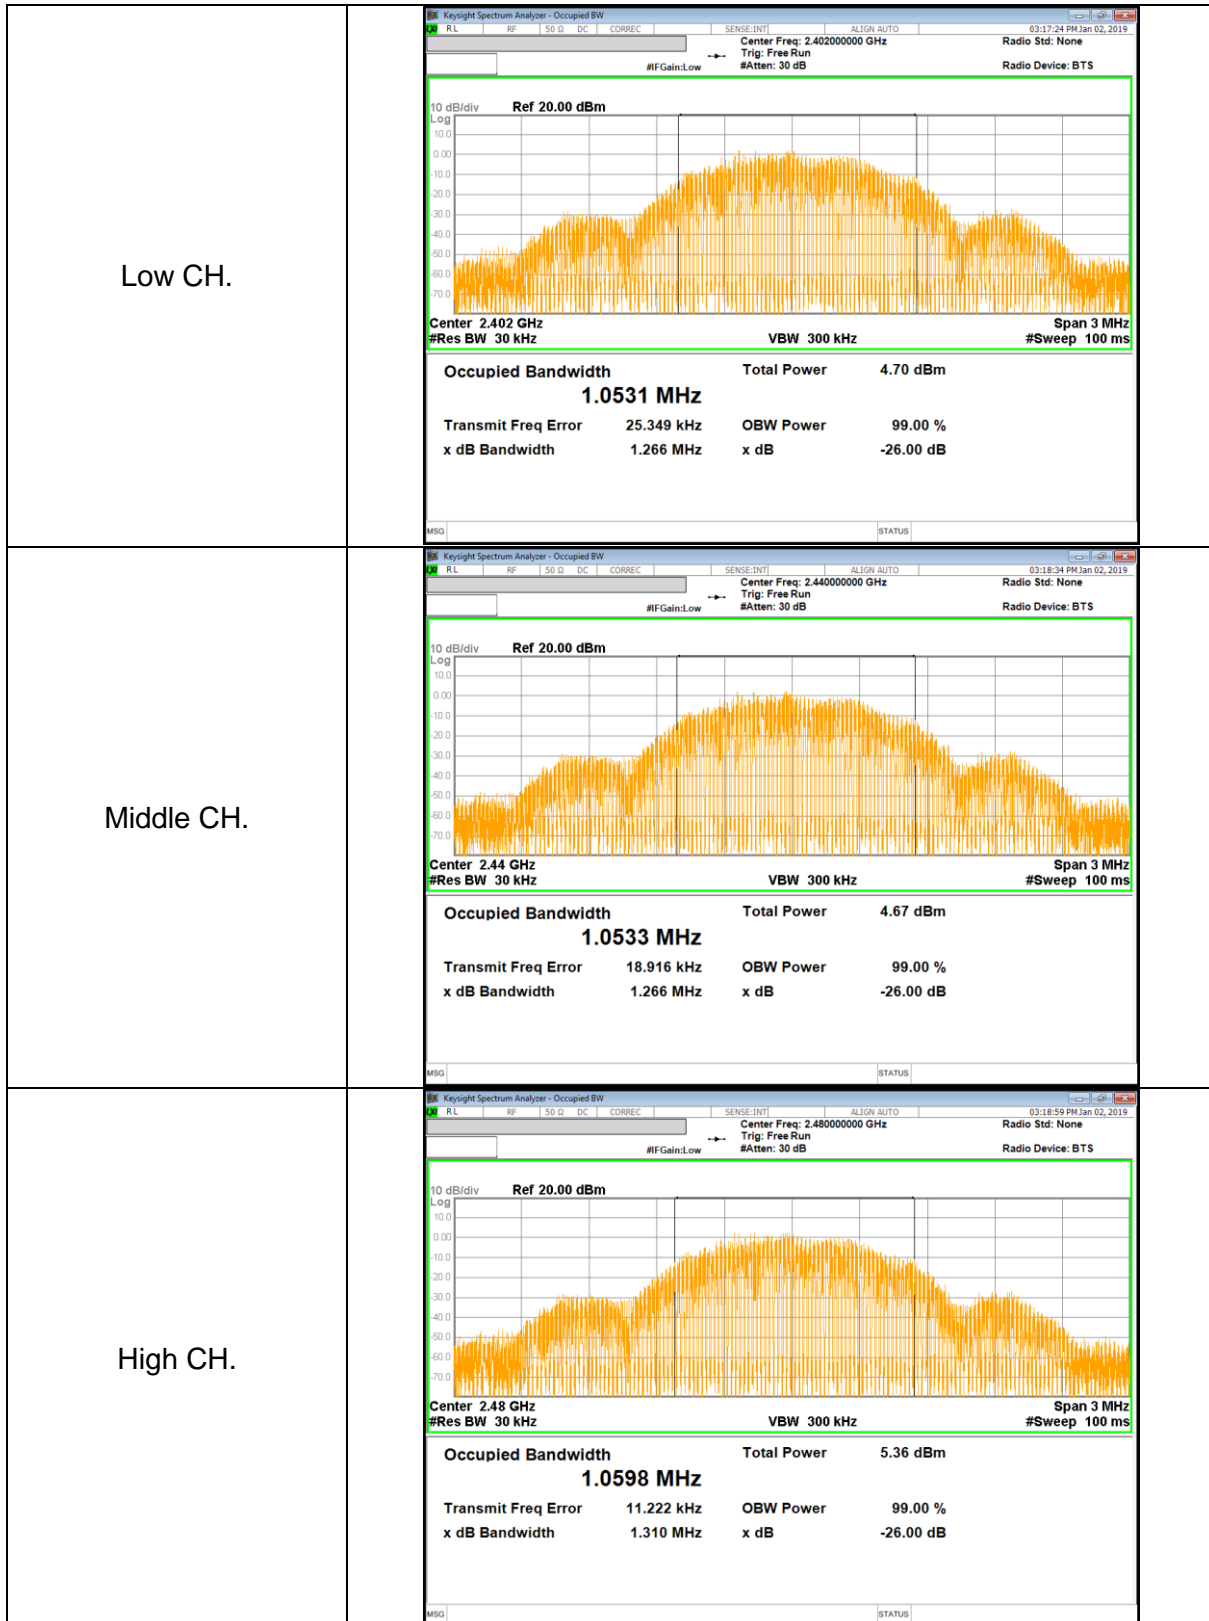 Low CH.
Keysight Spectrum Analyzer - Occupied BW
LXI RL RF 50 Ω DC CORREC SENSE:INT ALIGN AUTO 03:17:24 PM Jan 02, 2019
Center Freq: 2.402000000 GHz Radio Std: None
Trig: Free Run
#IFGain:Low #Atten: 30 dB Radio Device: BTS
10 dB/div Ref 20.00 dBm
Log
10.0
0.00
-10.0
-20.0
-30.0
-40.0
-50.0
-60.0
-70.0
Center 2.402 GHz Span 3 MHz
#Res BW 30 kHz VBW 300 kHz #Sweep 100 ms
Occupied Bandwidth Total Power 4.70 dBm
1.0531 MHz
Transmit Freq Error 25.349 kHz OBW Power 99.00 %
x dB Bandwidth 1.266 MHz x dB -26.00 dB
MSG STATUS
Middle CH.
Keysight Spectrum Analyzer - Occupied BW
LXI RL RF 50 Ω DC CORREC SENSE:INT ALIGN AUTO 03:18:34 PM Jan 02, 2019
Center Freq: 2.440000000 GHz Radio Std: None
Trig: Free Run
#IFGain:Low #Atten: 30 dB Radio Device: BTS
10 dB/div Ref 20.00 dBm
Log
10.0
0.00
-10.0
-20.0
-30.0
-40.0
-50.0
-60.0
-70.0
Center 2.44 GHz Span 3 MHz
#Res BW 30 kHz VBW 300 kHz #Sweep 100 ms
Occupied Bandwidth Total Power 4.67 dBm
1.0533 MHz
Transmit Freq Error 18.916 kHz OBW Power 99.00 %
x dB Bandwidth 1.266 MHz x dB -26.00 dB
MSG STATUS
High CH.
Keysight Spectrum Analyzer - Occupied BW
LXI RL RF 50 Ω DC CORREC SENSE:INT ALIGN AUTO 03:18:59 PM Jan 02, 2019
Center Freq: 2.480000000 GHz Radio Std: None
Trig: Free Run
#IFGain:Low #Atten: 30 dB Radio Device: BTS
10 dB/div Ref 20.00 dBm
Log
10.0
0.00
-10.0
-20.0
-30.0
-40.0
-50.0
-60.0
-70.0
Center 2.48 GHz Span 3 MHz
#Res BW 30 kHz VBW 300 kHz #Sweep 100 ms
Occupied Bandwidth Total Power 5.36 dBm
1.0598 MHz
Transmit Freq Error 11.222 kHz OBW Power 99.00 %
x dB Bandwidth 1.310 MHz x dB -26.00 dB
MSG STATUS